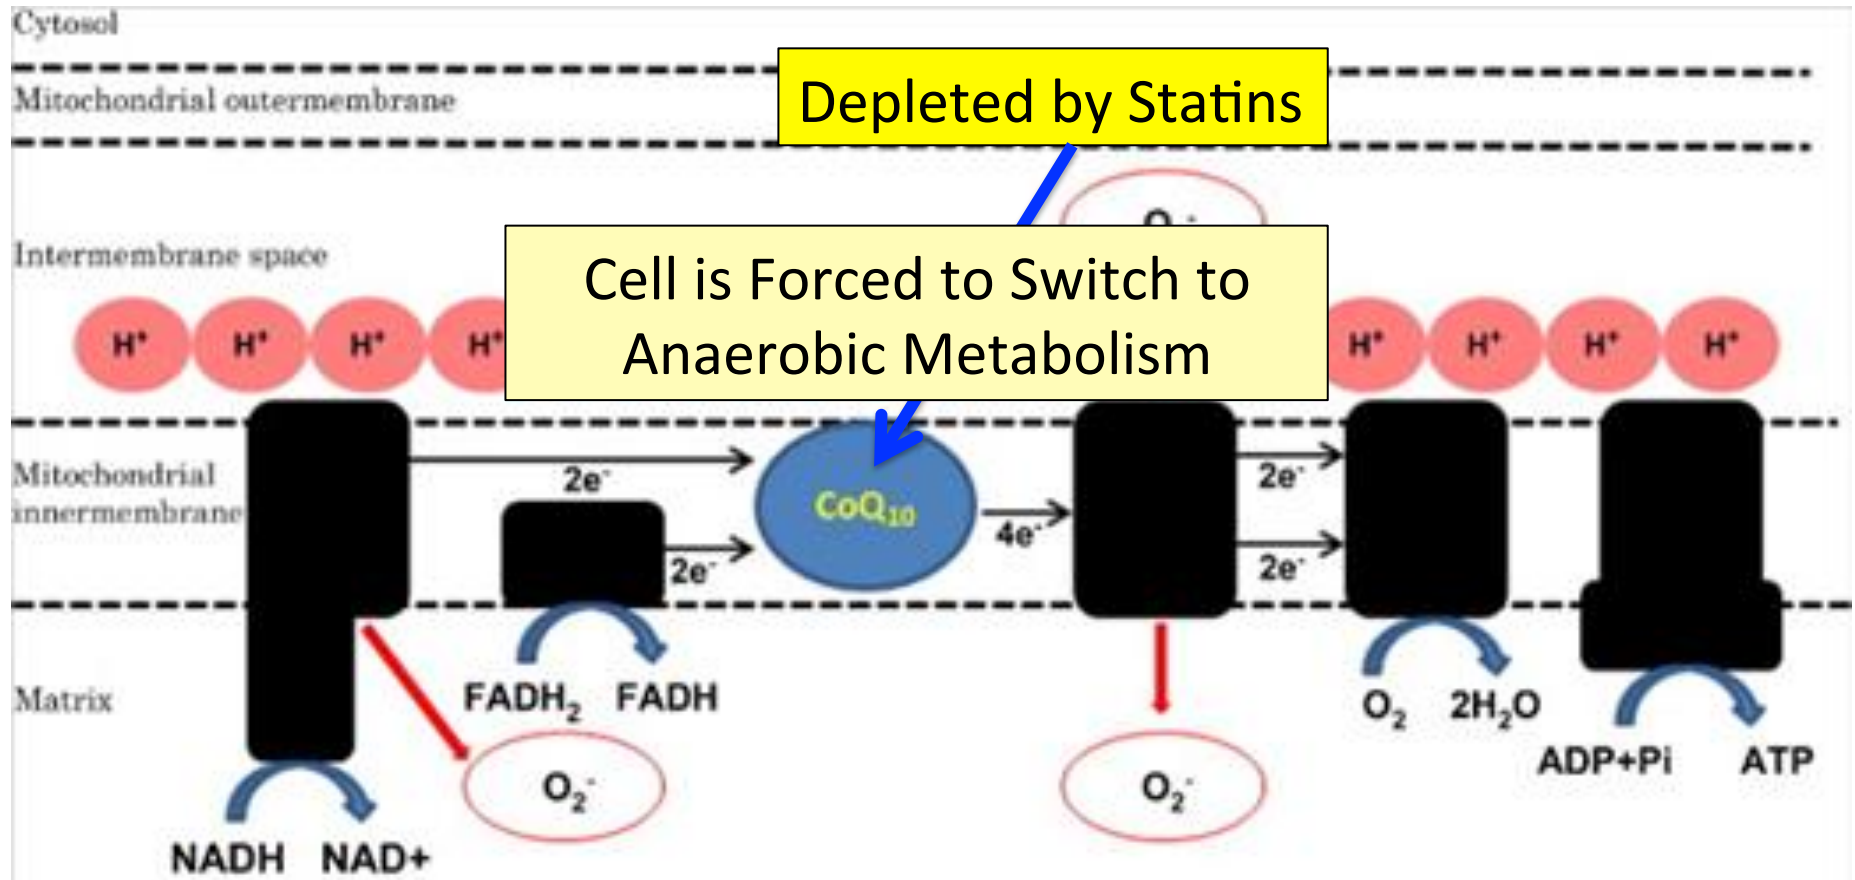 Cytosol
Depleted by Statins
Mitochondrial outermembrane
O₂⁻
Intermembrane space
Cell is Forced to Switch to
Anaerobic Metabolism
H⁺ H⁺ H⁺ H⁺ H⁺ H⁺ H⁺ H⁺
2e⁻ 2e⁻
Mitochondrial
innermembrane
CoQ₁₀
4e⁻
2e⁻ 2e⁻
Matrix
FADH₂ FADH
O₂ 2H₂O
ADP+Pi ATP
O₂⁻ O₂⁻
NADH NAD+